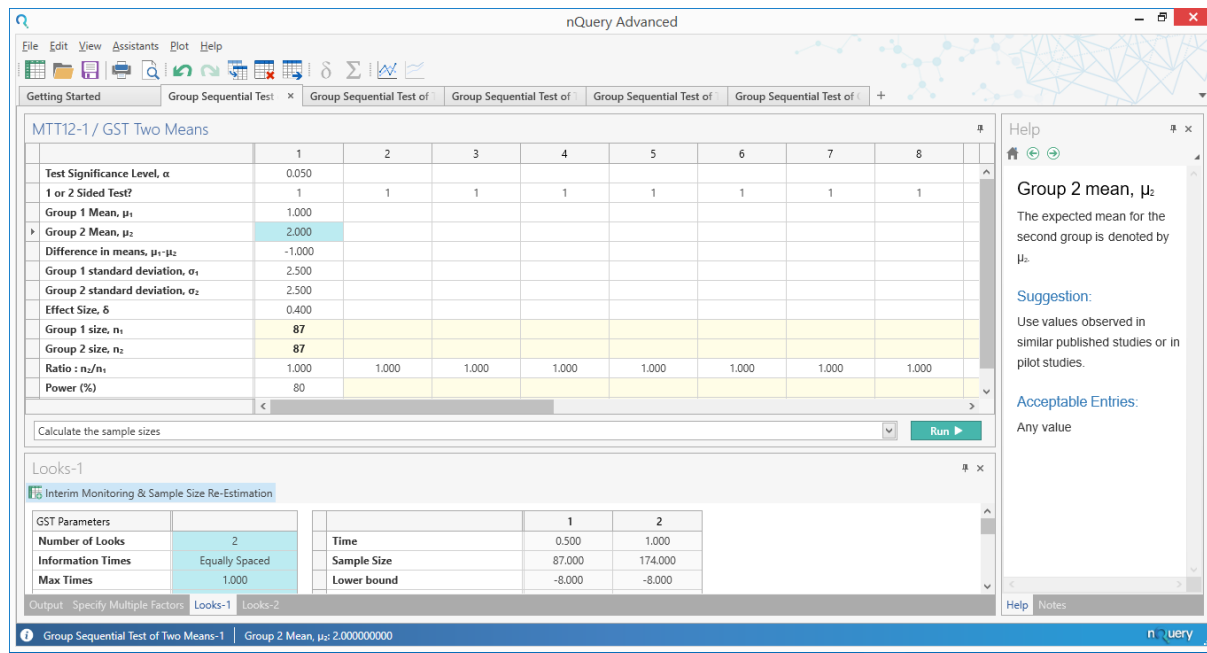 nQuery Advanced
File Edit View Assistants Plot Help
Getting Started
Group Sequential Test ×
Group Sequential Test of
Group Sequential Test of
Group Sequential Test of
Group Sequential Test of
+
MTT12-1 / GST Two Means
1 2 3 4 5 6 7 8
Test Significance Level, α 0.050
1 or 2 Sided Test? 1 1 1 1 1 1 1 1
Group 1 Mean, μ₁ 1.000
Group 2 Mean, μ₂ 2.000
Difference in means, μ₁-μ₂ -1.000
Group 1 standard deviation, σ₁ 2.500
Group 2 standard deviation, σ₂ 2.500
Effect Size, δ 0.400
Group 1 size, n₁ 87
Group 2 size, n₂ 87
Ratio : n₂/n₁ 1.000 1.000 1.000 1.000 1.000 1.000 1.000 1.000
Power (%) 80
Calculate the sample sizes
Run
Looks-1
Interim Monitoring & Sample Size Re-Estimation
GST Parameters
Number of Looks 2
Information Times Equally Spaced
Max Times 1.000
1 2
Time 0.500 1.000
Sample Size 87.000 174.000
Lower bound -8.000 -8.000
Output Specify Multiple Factors Looks-1 Looks-2
Help
Group 2 mean, μ₂
The expected mean for the
second group is denoted by
μ₂.
Suggestion:
Use values observed in
similar published studies or in
pilot studies.
Acceptable Entries:
Any value
Help Notes
Group Sequential Test of Two Means-1 Group 2 Mean, μ₂: 2.000000000
nQuery